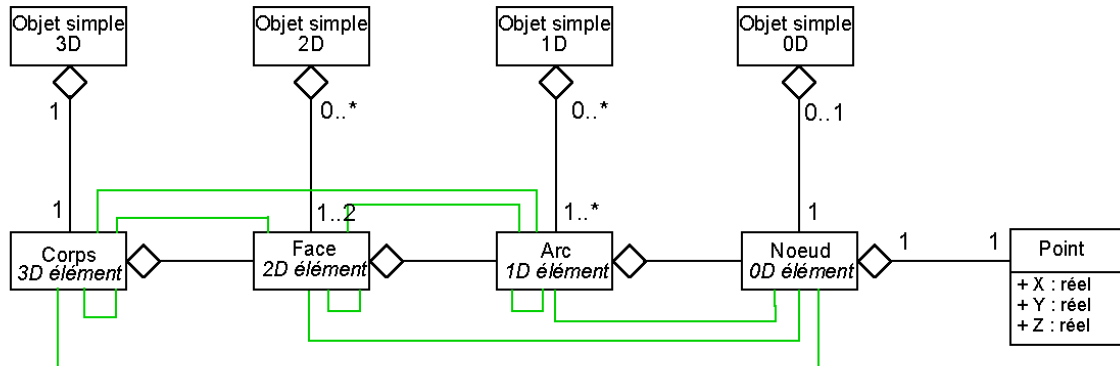 Objet simple
3D
Objet simple
2D
Objet simple
1D
Objet simple
0D
1
0..*
0..*
0..1
1
1..2
1..*
1
Corps
3D élément
Face
2D élément
Arc
1D élément
Noeud
0D élément
1
1
Point
+ X : réel
+ Y : réel
+ Z : réel